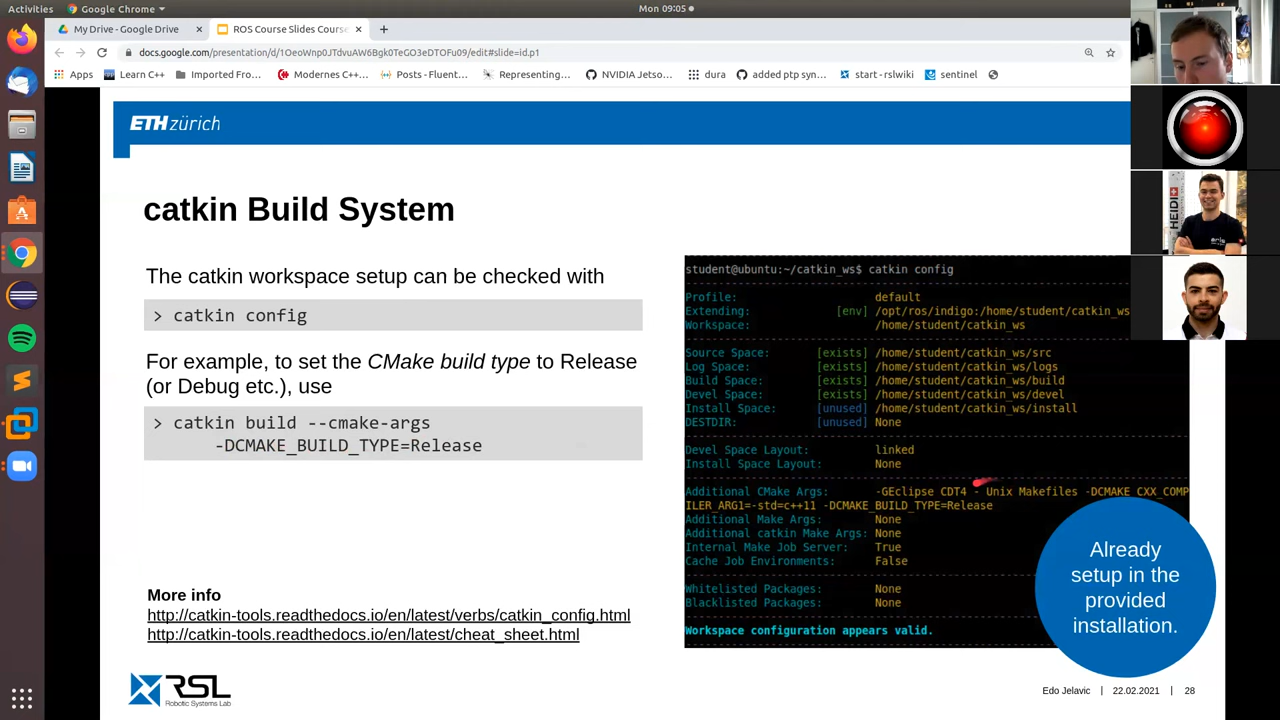 Activities
Google Chrome
Mon 09:05
My Drive - Google Drive
ROS Course Slides Course
docs.google.com/presentation/d/1OeoWnp0JTdvuAW6Bgk0TeGO3eDTOFu09/edit#slide=id.p1
Apps
Learn C++
Imported Fro...
Modernes C++...
Posts - Fluent...
Representing...
NVIDIA Jetso...
dura
added ptp syn...
start - rslwiki
sentinel
ETH zürich
catkin Build System
The catkin workspace setup can be checked with
> catkin config
For example, to set the CMake build type to Release
(or Debug etc.), use
> catkin build --cmake-args
-DCMAKE_BUILD_TYPE=Release
More info
http://catkin-tools.readthedocs.io/en/latest/verbs/catkin_config.html
http://catkin-tools.readthedocs.io/en/latest/cheat_sheet.html
student@ubuntu:~/catkin_ws$ catkin config
Profile: default
Extending: [env] /opt/ros/indigo:/home/student/catkin_ws
Workspace: /home/student/catkin_ws
Source Space: [exists] /home/student/catkin_ws/src
Log Space: [exists] /home/student/catkin_ws/logs
Build Space: [exists] /home/student/catkin_ws/build
Devel Space: [exists] /home/student/catkin_ws/devel
Install Space: [unused] /home/student/catkin_ws/install
DESTDIR: [unused] None
Devel Space Layout: linked
Install Space Layout: None
Additional CMake Args: -GEclipse CDT4 - Unix Makefiles -DCMAKE_CXX_COMP
ILER_ARG1=-std=c++11 -DCMAKE_BUILD_TYPE=Release
Additional Make Args: None
Additional catkin Make Args: None
Internal Make Job Server: True
Cache Job Environments: False
Whitelisted Packages: None
Blacklisted Packages: None
Workspace configuration appears valid.
Already
setup in the
provided
installation.
HEIDI
RSL
Robotic Systems Lab
Edo Jelavic | 22.02.2021 | 28